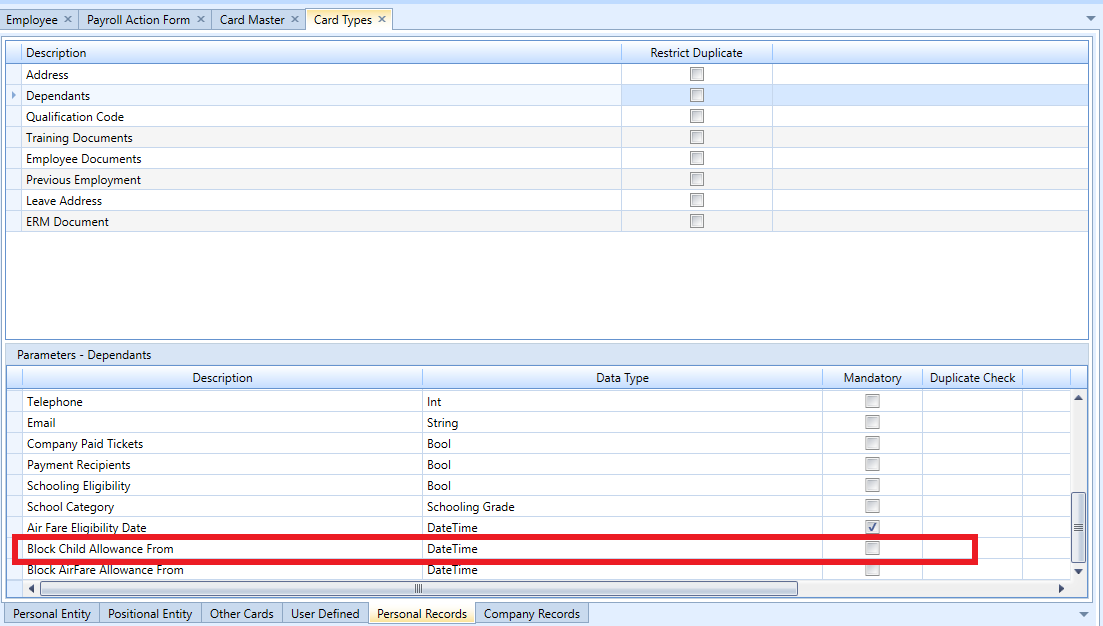 Employee Payroll Action Form Card Master Card Types
Description Restrict Duplicate
Address
Dependants
Qualification Code
Training Documents
Employee Documents
Previous Employment
Leave Address
ERM Document
Parameters - Dependants
Description Data Type Mandatory Duplicate Check
Telephone Int
Email String
Company Paid Tickets Bool
Payment Recipients Bool
Schooling Eligibility Bool
School Category Schooling Grade
Air Fare Eligibility Date DateTime
Block Child Allowance From DateTime
Block AirFare Allowance From DateTime
Personal Entity Positional Entity Other Cards User Defined Personal Records Company Records